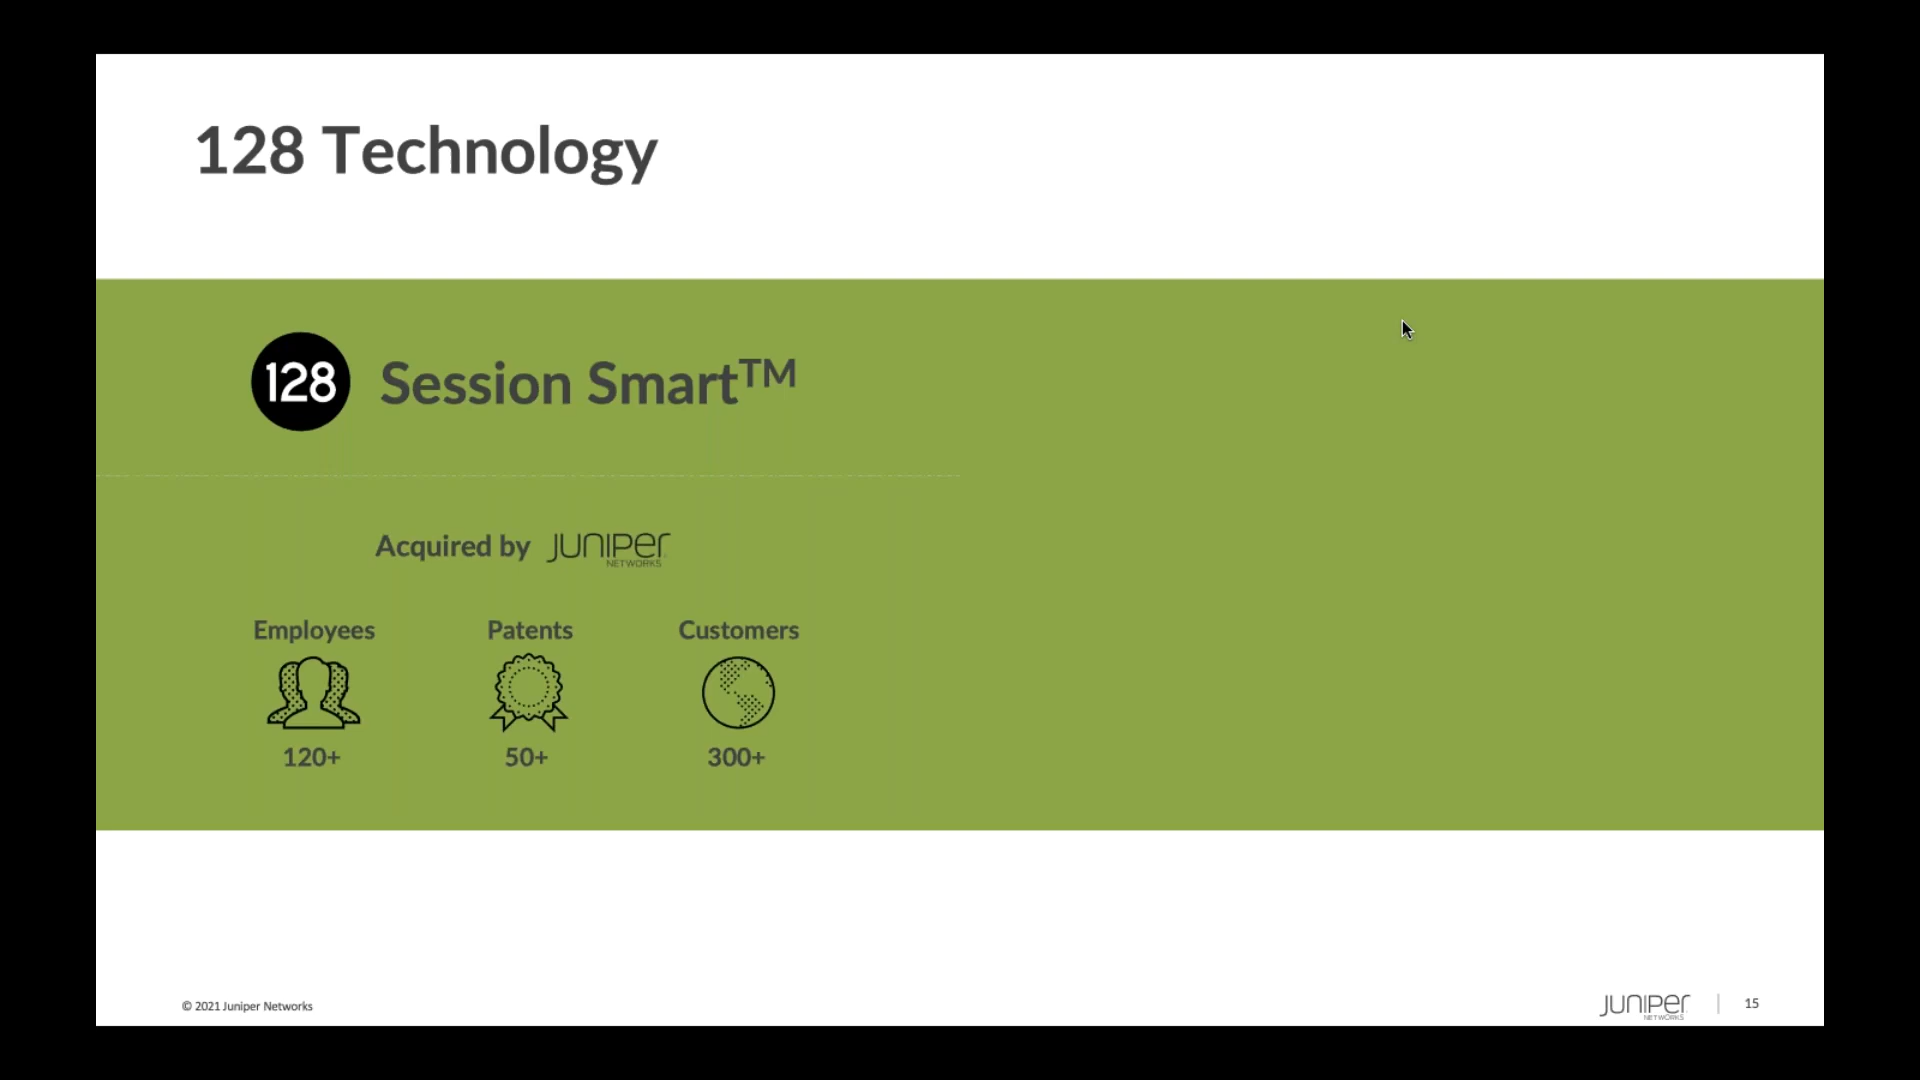 128 Technology
128 Session Smart™
Acquired by JUNIPEr NETWORKS
Employees Patents Customers
120+ 50+ 300+
© 2021 Juniper Networks
JUNIPEr NETWORKS | 15